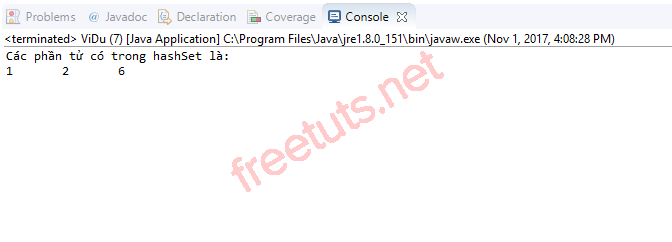 Problems @ Javadoc Declaration Coverage Console
<terminated> ViDu (7) [Java Application] C:\Program Files\Java\jre1.8.0_151\bin\javaw.exe (Nov 1, 2017, 4:08:28 PM)
Các phần tử có trong hashSet là:
1 2 6
freetuts.net